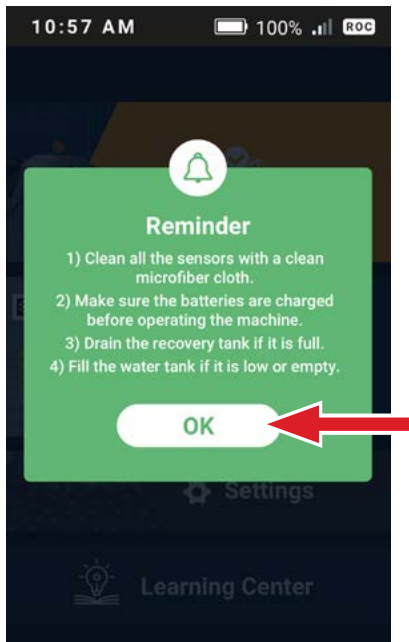 10:57 AM 100% ROC
Reminder
1) Clean all the sensors with a clean
microfiber cloth.
2) Make sure the batteries are charged
before operating the machine.
3) Drain the recovery tank if it is full.
4) Fill the water tank if it is low or empty.
OK
Settings
Learning Center